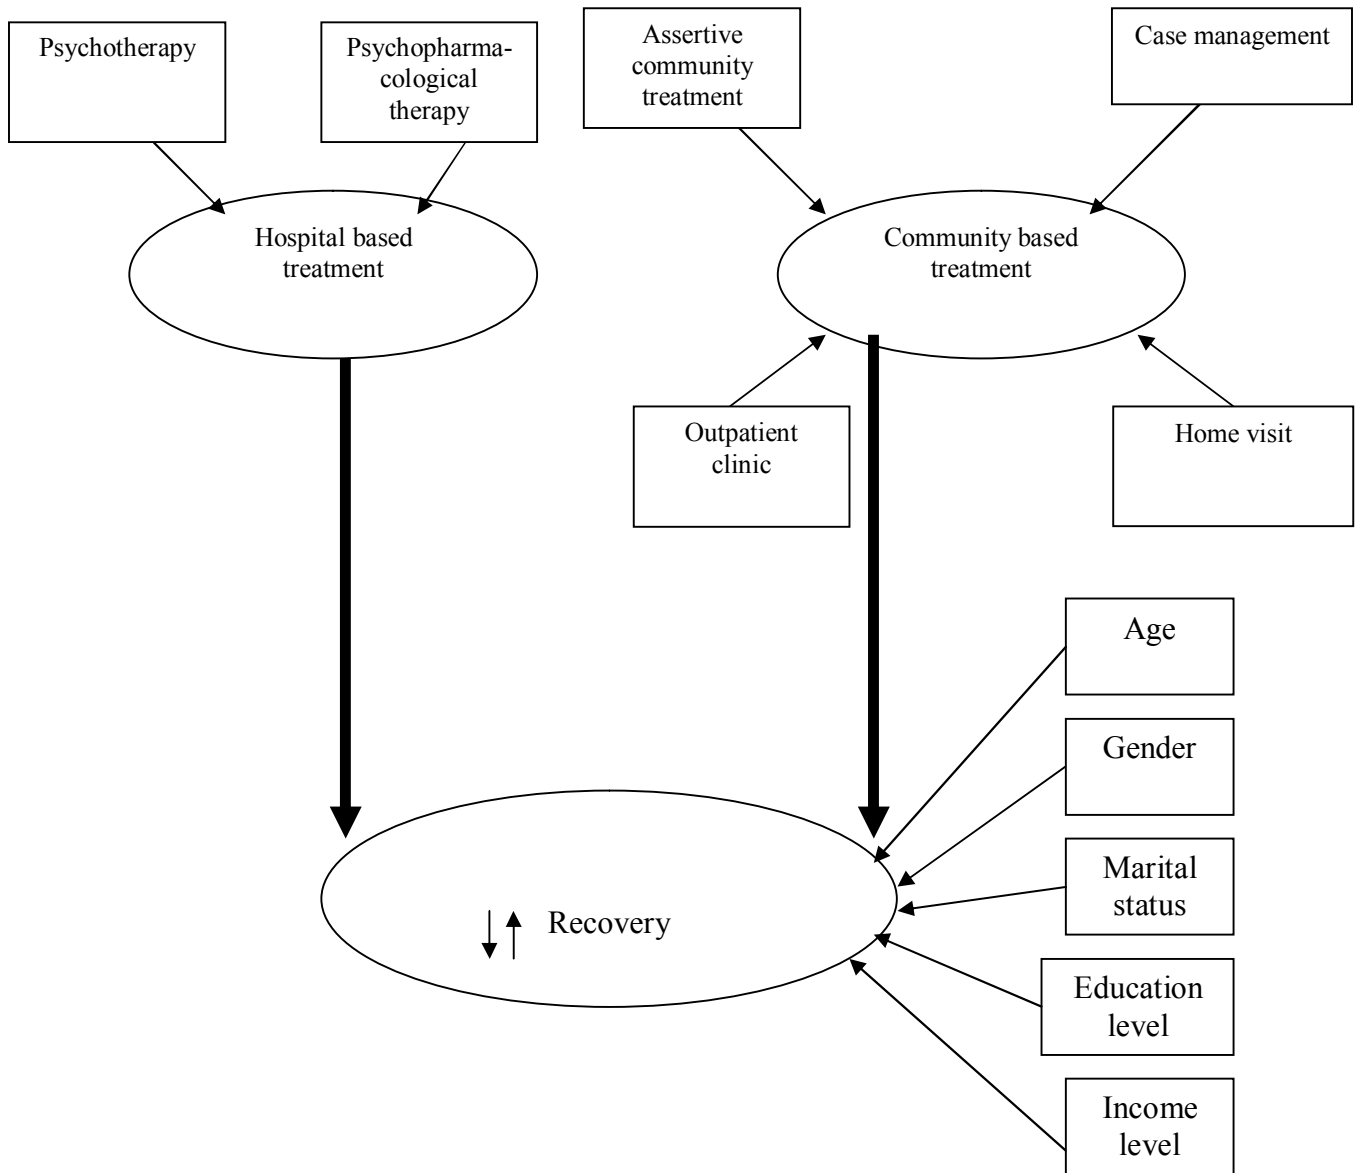 Psychotherapy
Psychopharma-
cological
therapy
Assertive
community
treatment
Case management
Hospital based
treatment
Community based
treatment
Outpatient
clinic
Home visit
Age
Gender
Marital
status
Recovery
Education
level
Income
level